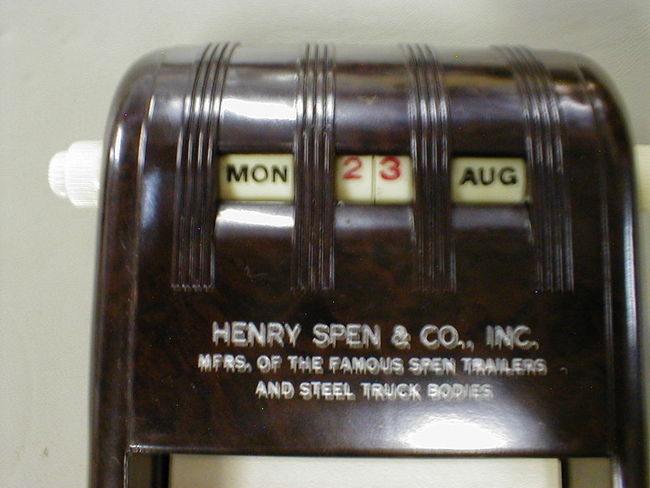 MON 23 AUG
HENRY SPEN & CO., INC.
MFRS. OF THE FAMOUS SPEN TRAILERS
AND STEEL TRUCK BODIES